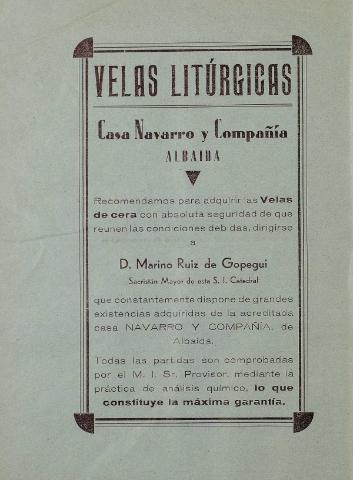 VELAS LITÚRGICAS
Casa Navarro y Compañía
ALBAIDA
Recomendamos para adquirir las Velas
de cera con absoluta seguridad de que
reunen las condiciones debidas, dirigirse
a
D. Marino Ruiz de Gopegui
Sacristán Mayor de esta S. I. Catedral
que constantemente dispone de grandes
existencias adquiridas de la acreditada
casa NAVARRO Y COMPAÑÍA, de
Albaida.
Todas las partidas son comprobadas
por el M. I. Sr. Provisor, mediante la
práctica de análisis químico, lo que
constituye la máxima garantía.